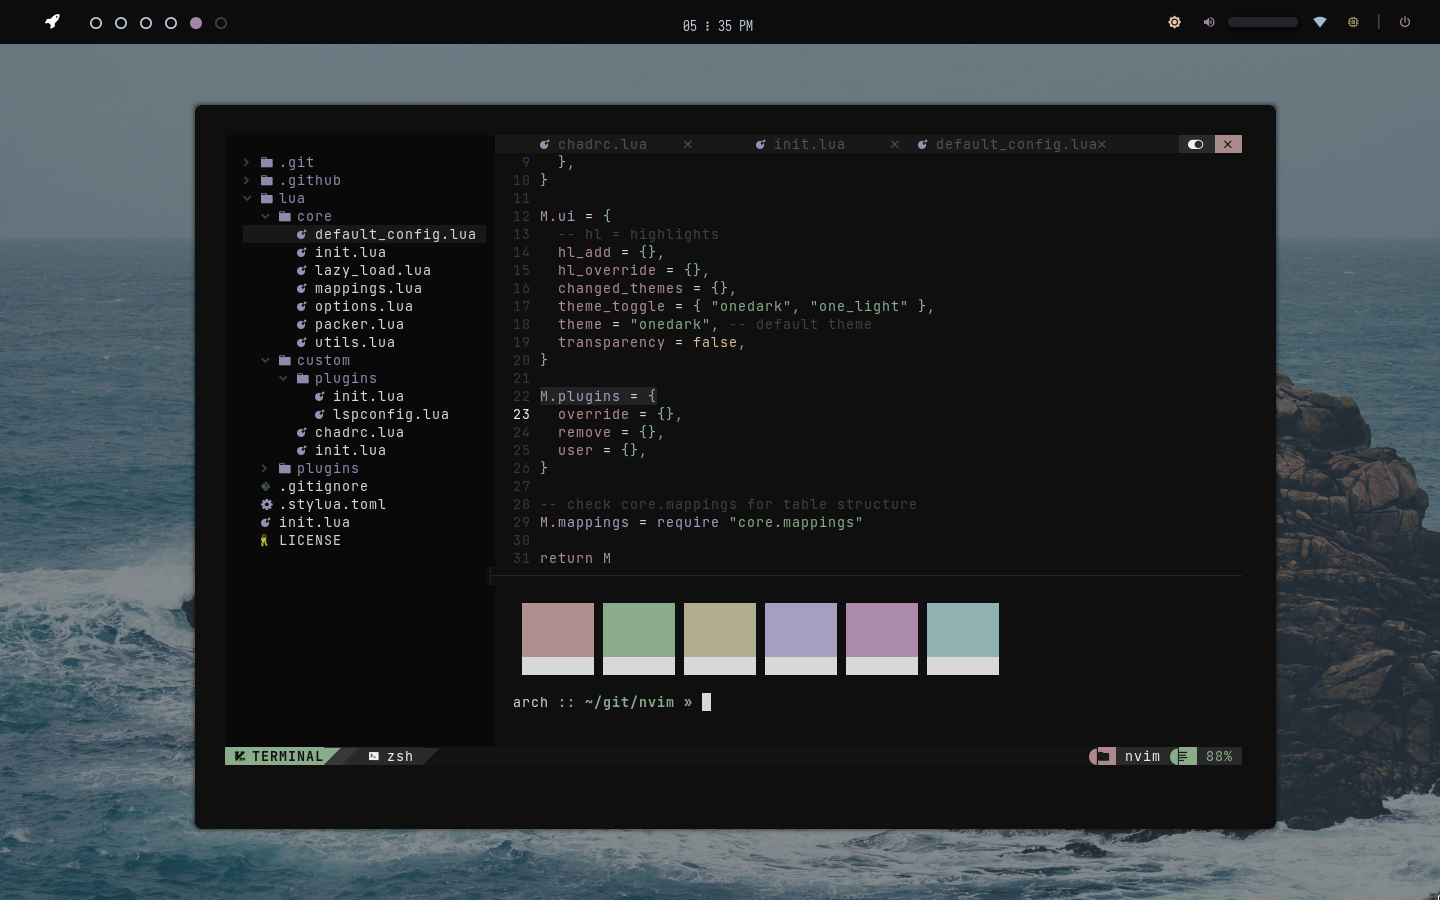 05 : 35 PM
.git
.github
lua
core
default_config.lua
init.lua
lazy_load.lua
mappings.lua
options.lua
packer.lua
utils.lua
custom
plugins
init.lua
lspconfig.lua
chadrc.lua
init.lua
plugins
.gitignore
.stylua.toml
init.lua
LICENSE
chadrc.lua × init.lua × default_config.lua× ×
9   },
10 }
11
12 M.ui = {
13   -- hl = highlights
14   hl_add = {},
15   hl_override = {},
16   changed_themes = {},
17   theme_toggle = { "onedark", "one_light" },
18   theme = "onedark", -- default theme
19   transparency = false,
20 }
21
22 M.plugins = {
23   override = {},
24   remove = {},
25   user = {},
26 }
27
28 -- check core.mappings for table structure
29 M.mappings = require "core.mappings"
30
31 return M
arch :: ~/git/nvim »
TERMINAL zsh nvim 88%